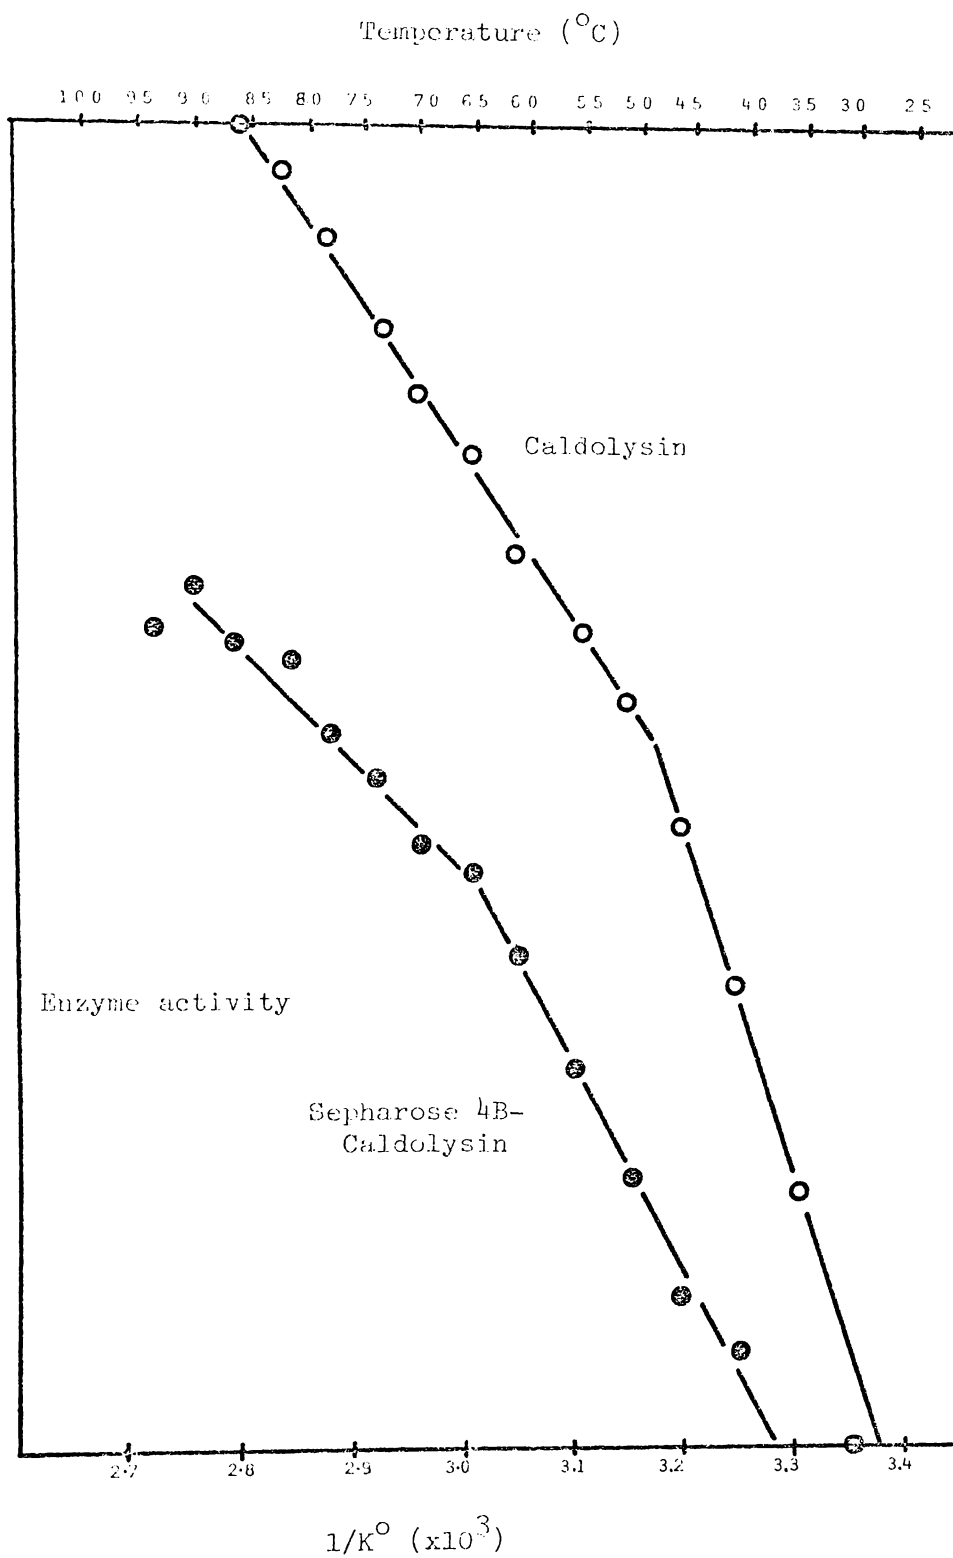 Temperature (°C)
100 95 90 85 80 75 70 65 60 55 50 45 40 35 30 25
Caldolysin
Enzyme activity
Sepharose 4B-
Caldolysin
2.7 2.8 2.9 3.0 3.1 3.2 3.3 3.4
1/K° (x10³)